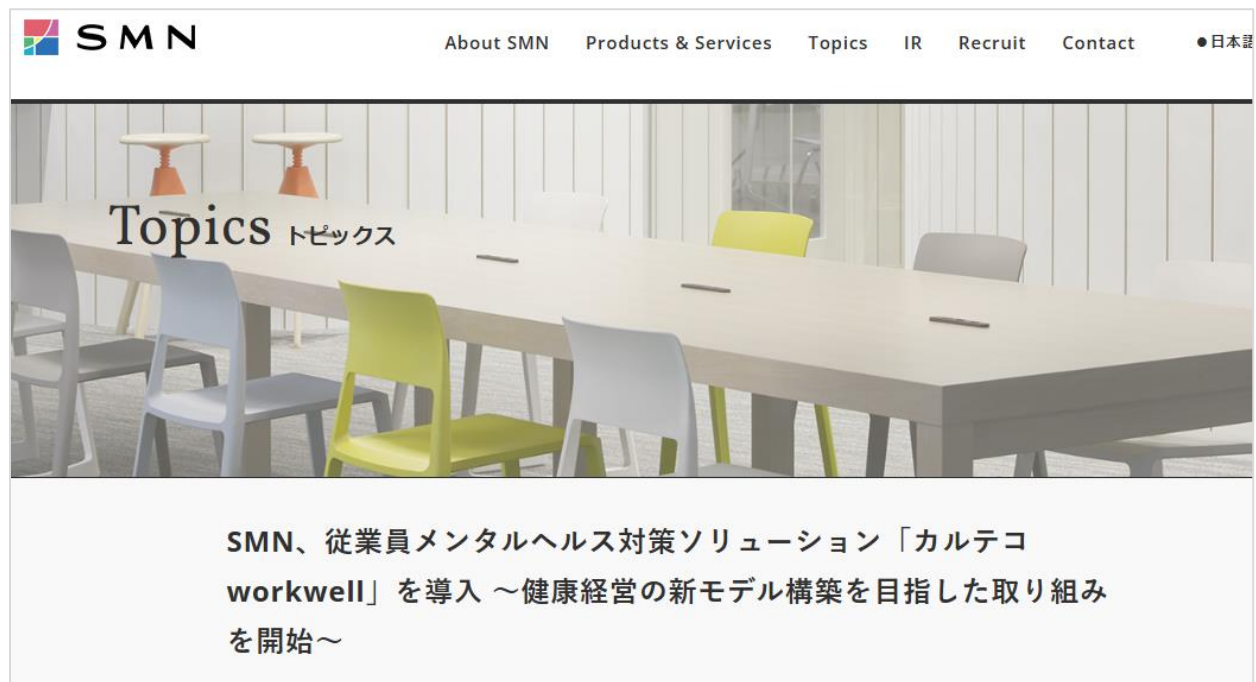 SMN
About SMN Products & Services Topics IR Recruit Contact ●日本語
Topics トピックス
SMN、従業員メンタルヘルス対策ソリューション「カルテコ
workwell」を導入 ～健康経営の新モデル構築を目指した取り組み
を開始～